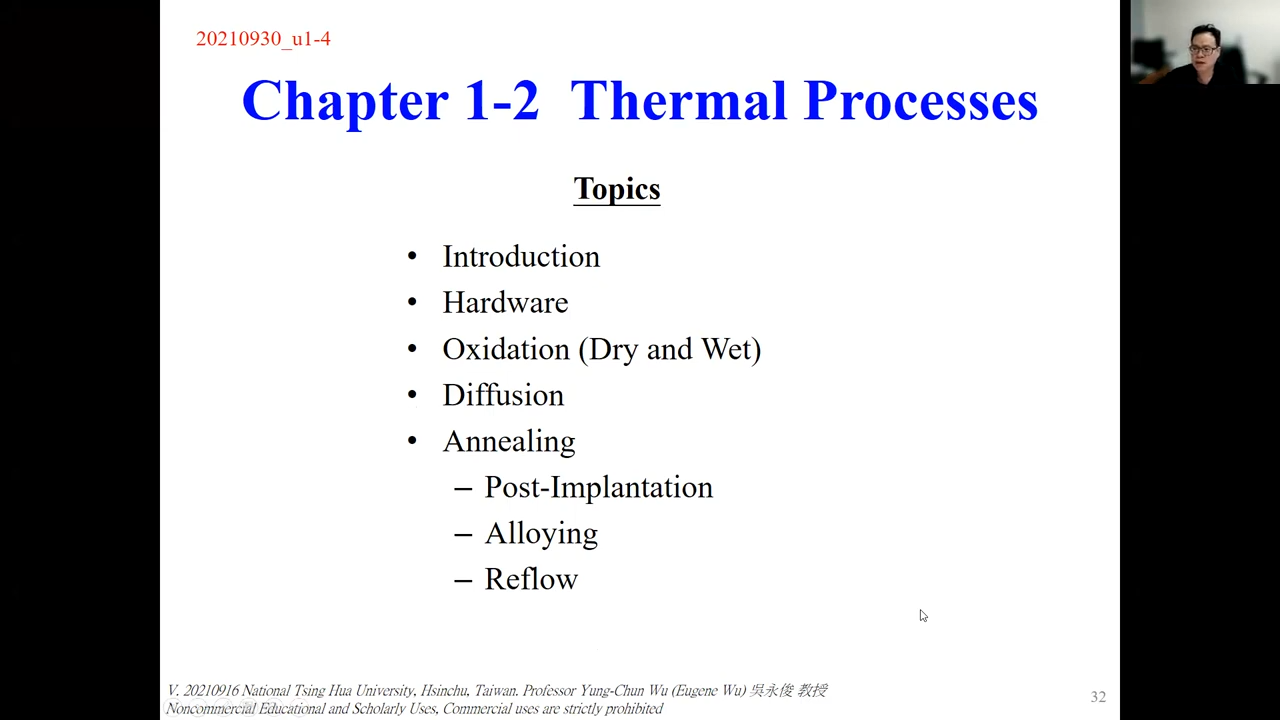 20210930_u1-4
Chapter 1-2 Thermal Processes
Topics
• Introduction
• Hardware
• Oxidation (Dry and Wet)
• Diffusion
• Annealing
– Post-Implantation
– Alloying
– Reflow
V. 20210916 National Tsing Hua University, Hsinchu, Taiwan. Professor Yung-Chun Wu (Eugene Wu) 吳永俊 教授
Noncommercial Educational and Scholarly Uses, Commercial uses are strictly prohibited
32